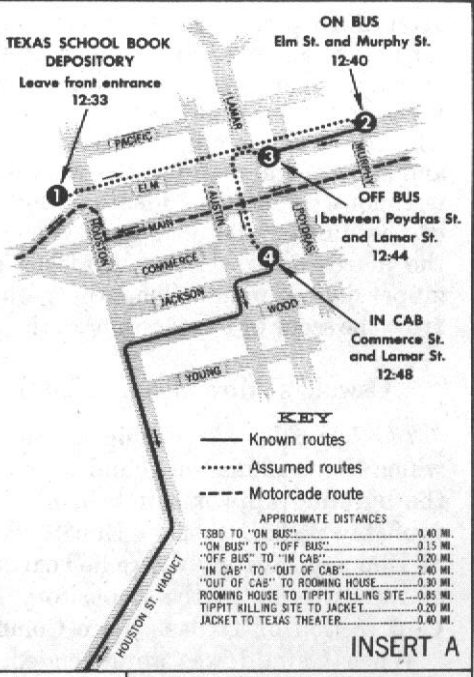 TEXAS SCHOOL BOOK
DEPOSITORY
Leave front entrance
12:33
ON BUS
Elm St. and Murphy St.
12:40
1
2
3
4
PACIFIC
LAMAR
ELM
MAIN
MURPHY
HOUSTON
AUSTIN
POYDRAS
COMMERCE
JACKSON
WOOD
YOUNG
OFF BUS
between Poydras St.
and Lamar St.
12:44
IN CAB
Commerce St.
and Lamar St.
12:48
KEY
Known routes
Assumed routes
Motorcade route
APPROXIMATE DISTANCES
TSBD TO "ON BUS" 0.40 MI.
"ON BUS" TO "OFF BUS" 0.15 MI.
"OFF BUS" TO "IN CAB" 0.20 MI.
"IN CAB" TO "OUT OF CAB" 2.40 MI.
"OUT OF CAB" TO ROOMING HOUSE 0.30 MI.
ROOMING HOUSE TO TIPPIT KILLING SITE 0.85 MI.
TIPPIT KILLING SITE TO JACKET 0.20 MI.
JACKET TO TEXAS THEATER 0.40 MI.
HOUSTON ST. VIADUCT
INSERT A